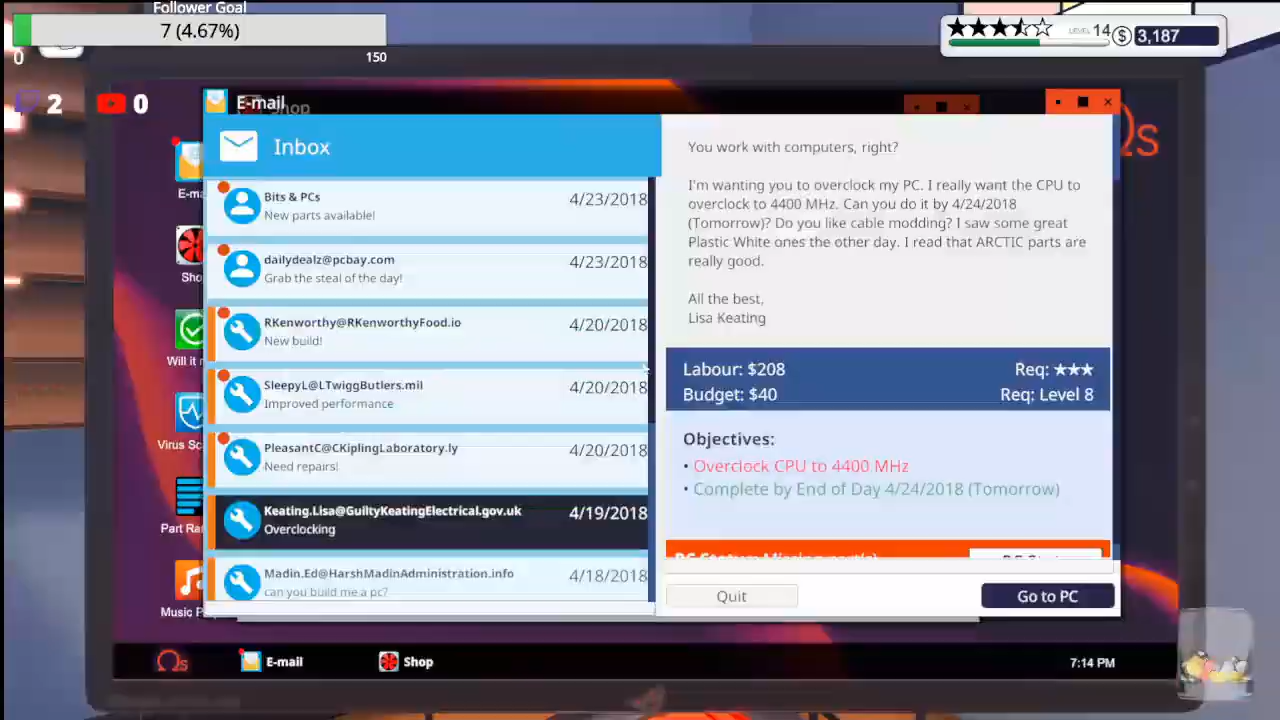 Follower Goal
7 (4.67%)
0
150
2
0
LEVEL 14
$ 3,187
E-mail
Shop
Inbox
Bits & PCs
4/23/2018
New parts available!
dailydealz@pcbay.com
4/23/2018
Grab the steal of the day!
RKenworthy@RKenworthyFood.io
4/20/2018
New build!
SleepyL@LTwiggButlers.mil
4/20/2018
Improved performance
PleasantC@CKiplingLaboratory.ly
4/20/2018
Need repairs!
Keating.Lisa@GuiltyKeatingElectrical.gov.uk
4/19/2018
Overclocking
Madin.Ed@HarshMadinAdministration.info
4/18/2018
can you build me a pc?
You work with computers, right?
I'm wanting you to overclock my PC. I really want the CPU to
overclock to 4400 MHz. Can you do it by 4/24/2018
(Tomorrow)? Do you like cable modding? I saw some great
Plastic White ones the other day. I read that ARCTIC parts are
really good.
All the best,
Lisa Keating
Labour: $208
Req: ★★★
Budget: $40
Req: Level 8
Objectives:
• Overclock CPU to 4400 MHz
• Complete by End of Day 4/24/2018 (Tomorrow)
Quit
Go to PC
E-ma
Sho
Will it r
Virus Sc
Part Ra
Music P
Ωs
Ωs
E-mail
Shop
7:14 PM